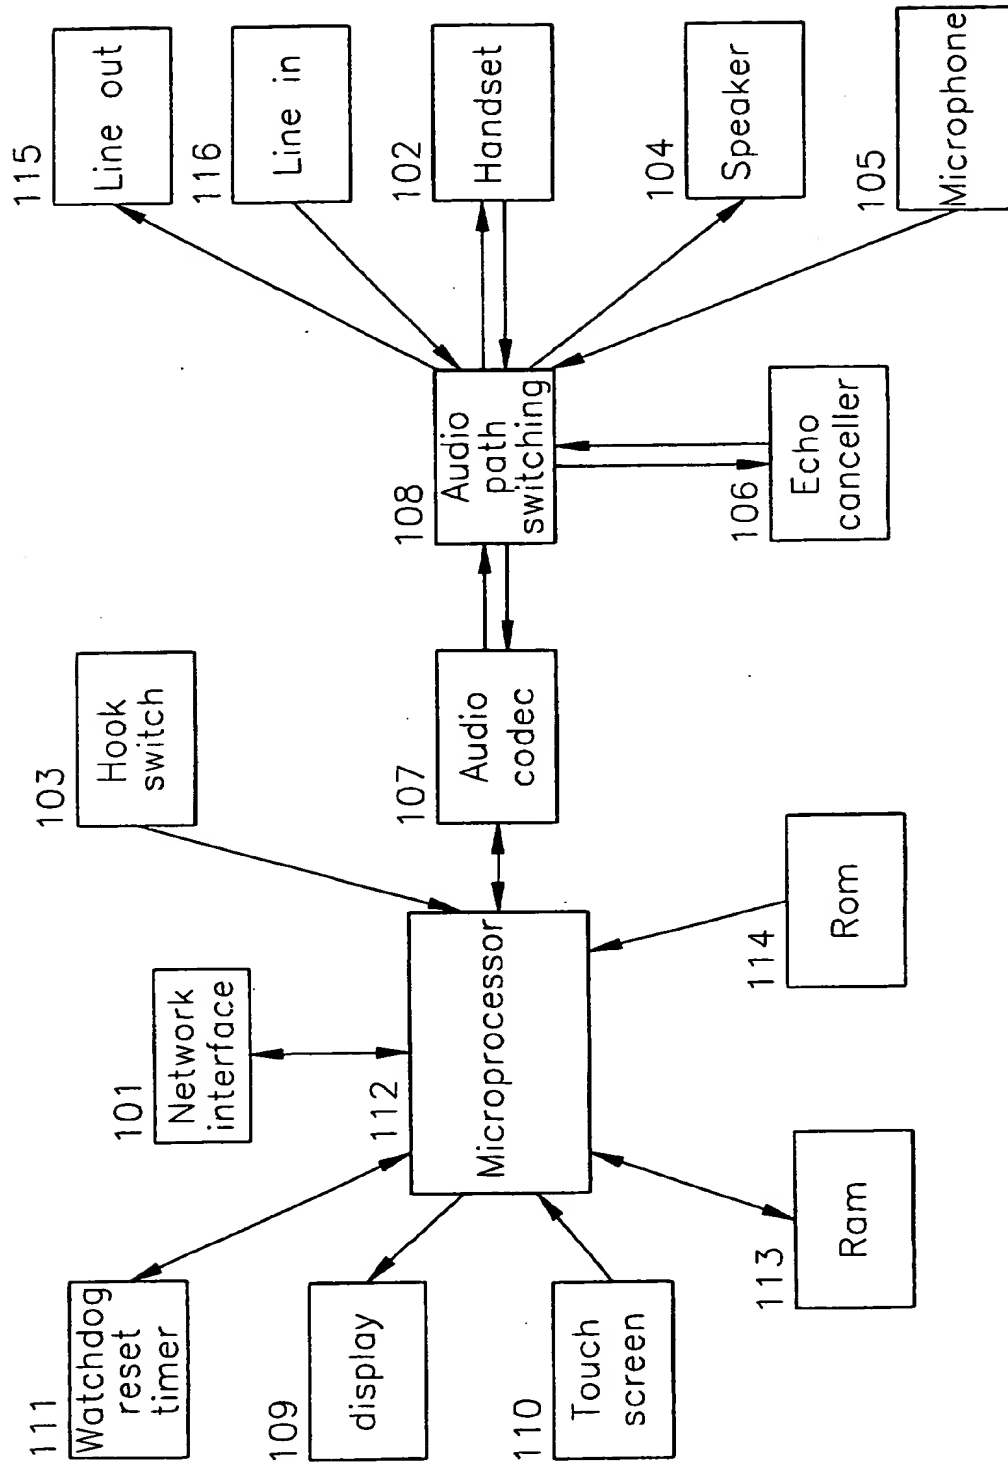 111
Watchdog
reset
timer
109
display
110
Touch
screen
101
Network
interface
112
Microprocessor
113
Ram
114
Rom
103
Hook
switch
107
Audio
codec
108
Audio
path
switching
106
Echo
canceller
115
Line out
116
Line in
102
Handset
104
Speaker
105
Microphone